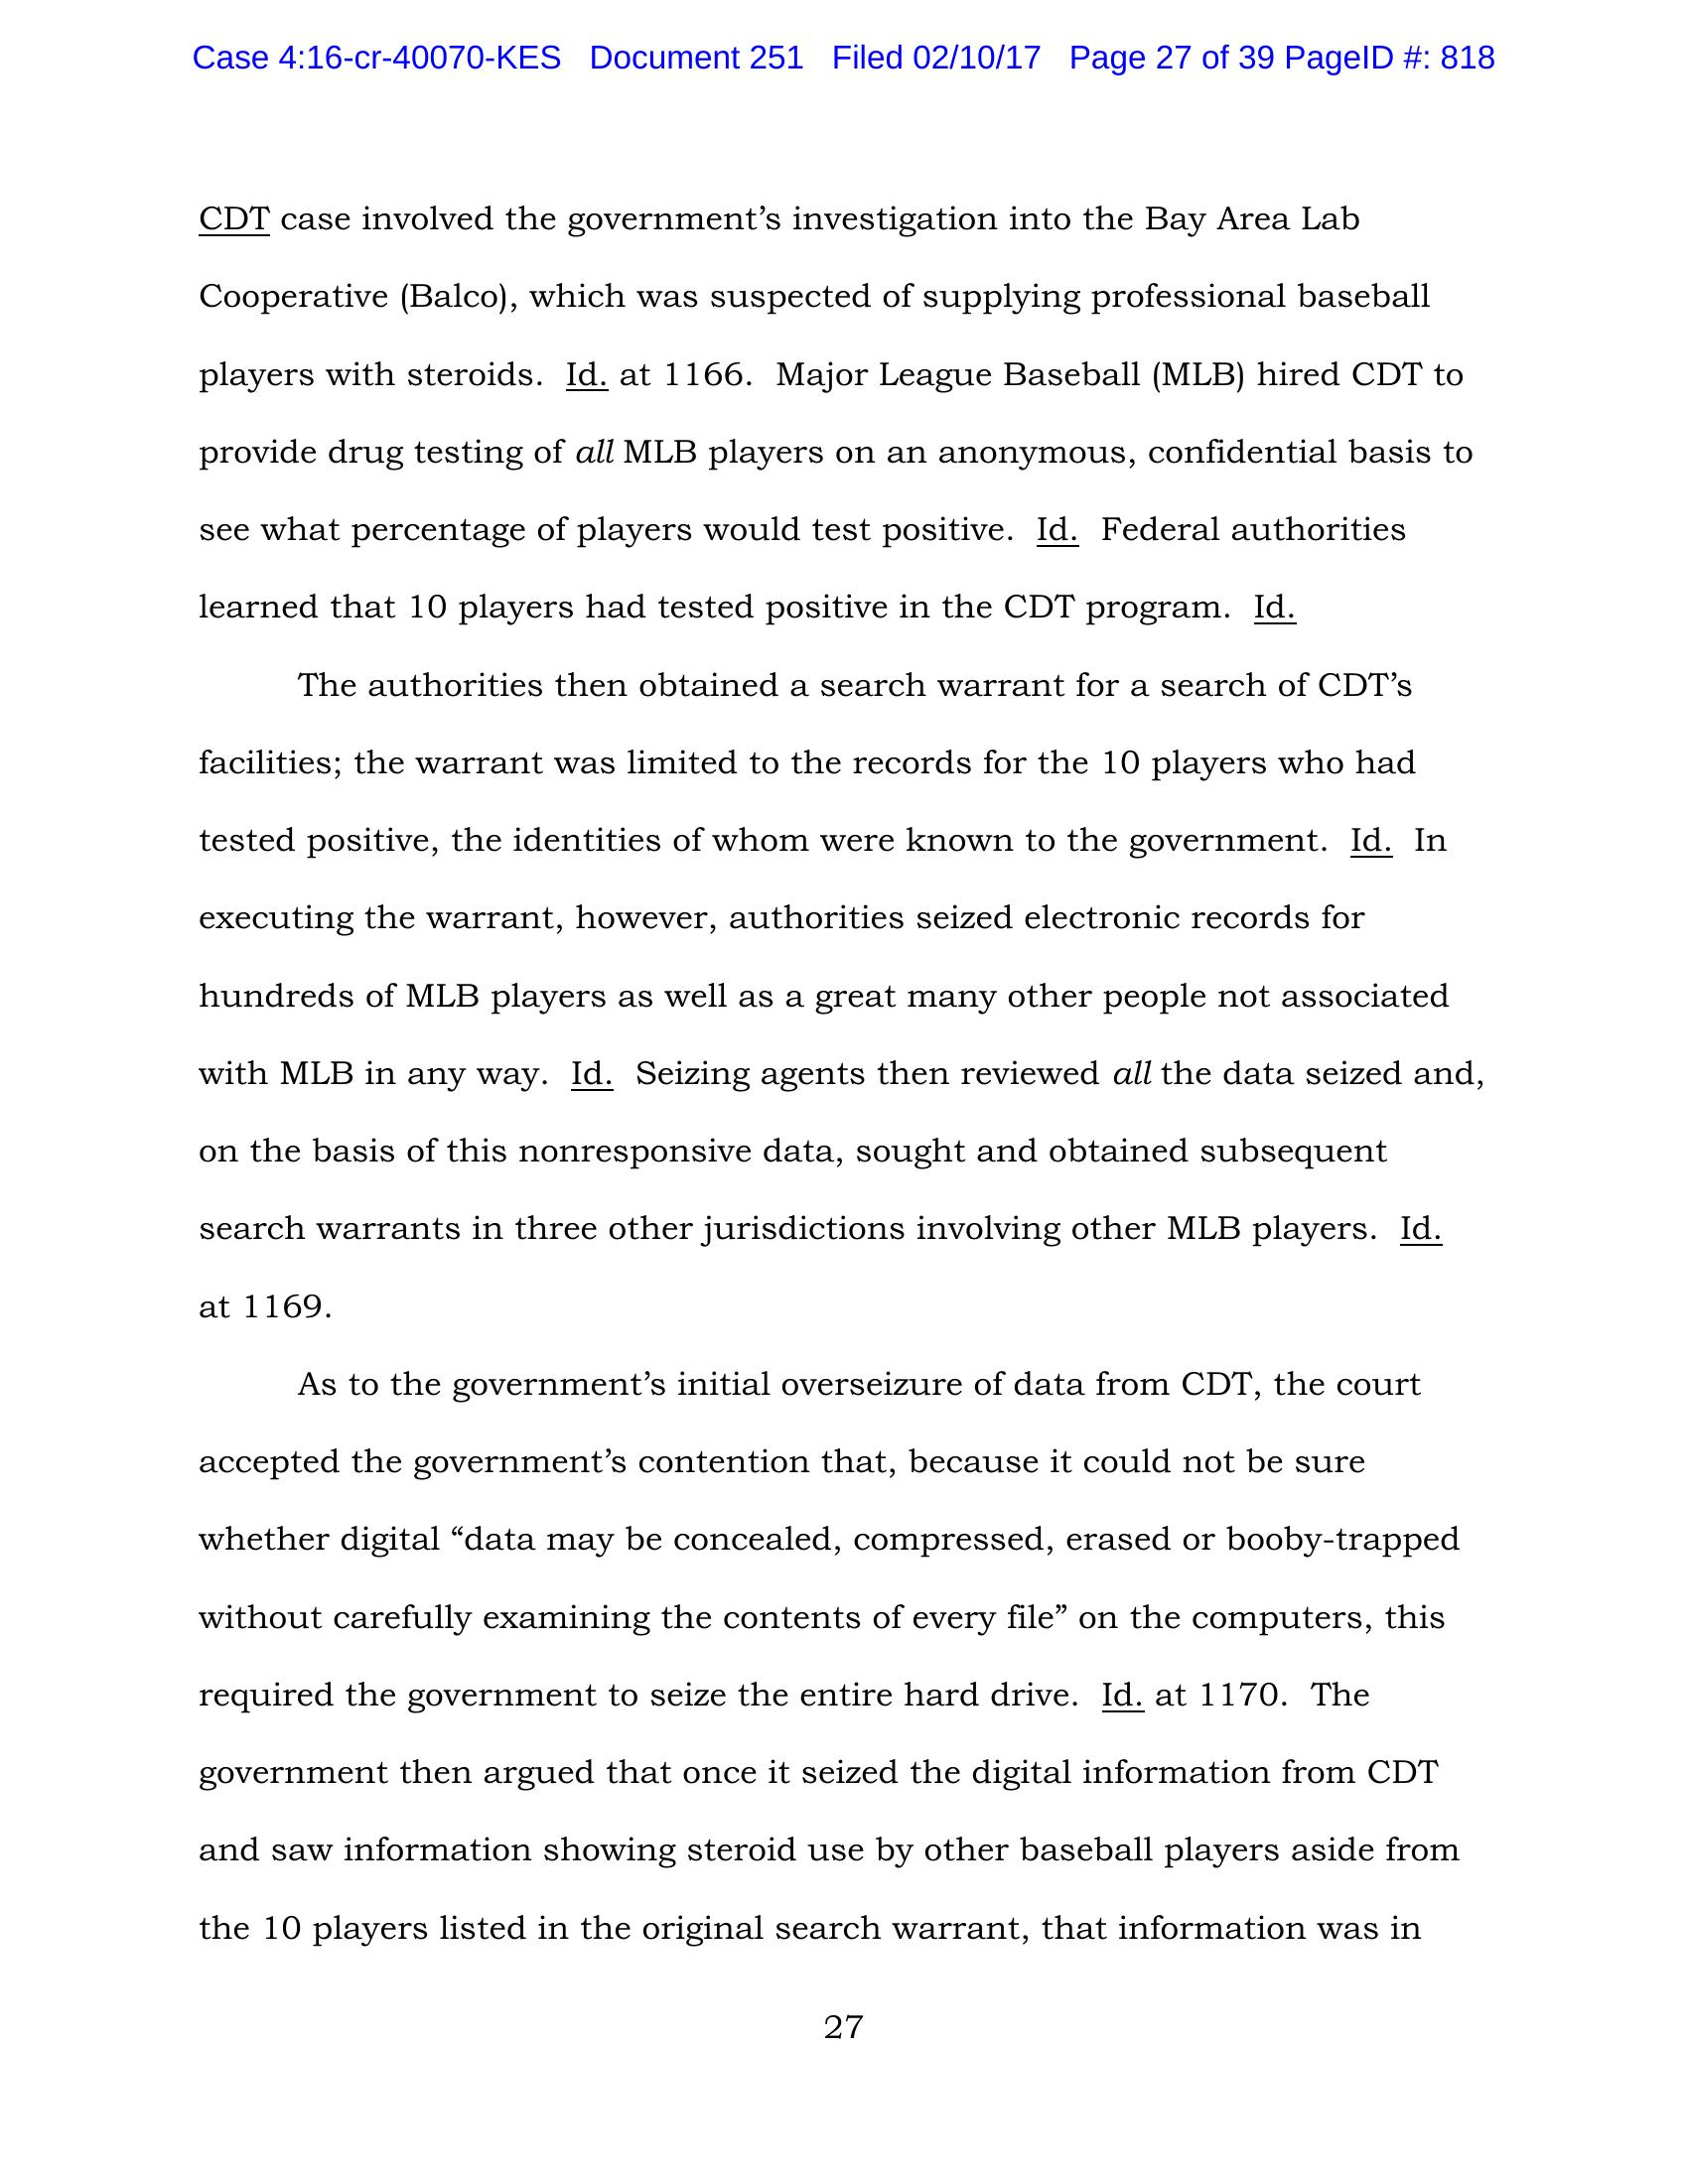 Case 4:16-cr-40070-KES   Document 251   Filed 02/10/17   Page 27 of 39 PageID #: 818
CDT case involved the government’s investigation into the Bay Area Lab
Cooperative (Balco), which was suspected of supplying professional baseball
players with steroids.  Id. at 1166.  Major League Baseball (MLB) hired CDT to
provide drug testing of all MLB players on an anonymous, confidential basis to
see what percentage of players would test positive.  Id.  Federal authorities
learned that 10 players had tested positive in the CDT program.  Id.
The authorities then obtained a search warrant for a search of CDT’s
facilities; the warrant was limited to the records for the 10 players who had
tested positive, the identities of whom were known to the government.  Id.  In
executing the warrant, however, authorities seized electronic records for
hundreds of MLB players as well as a great many other people not associated
with MLB in any way.  Id.  Seizing agents then reviewed all the data seized and,
on the basis of this nonresponsive data, sought and obtained subsequent
search warrants in three other jurisdictions involving other MLB players.  Id.
at 1169.
As to the government’s initial overseizure of data from CDT, the court
accepted the government’s contention that, because it could not be sure
whether digital “data may be concealed, compressed, erased or booby-trapped
without carefully examining the contents of every file” on the computers, this
required the government to seize the entire hard drive.  Id. at 1170.  The
government then argued that once it seized the digital information from CDT
and saw information showing steroid use by other baseball players aside from
the 10 players listed in the original search warrant, that information was in
27